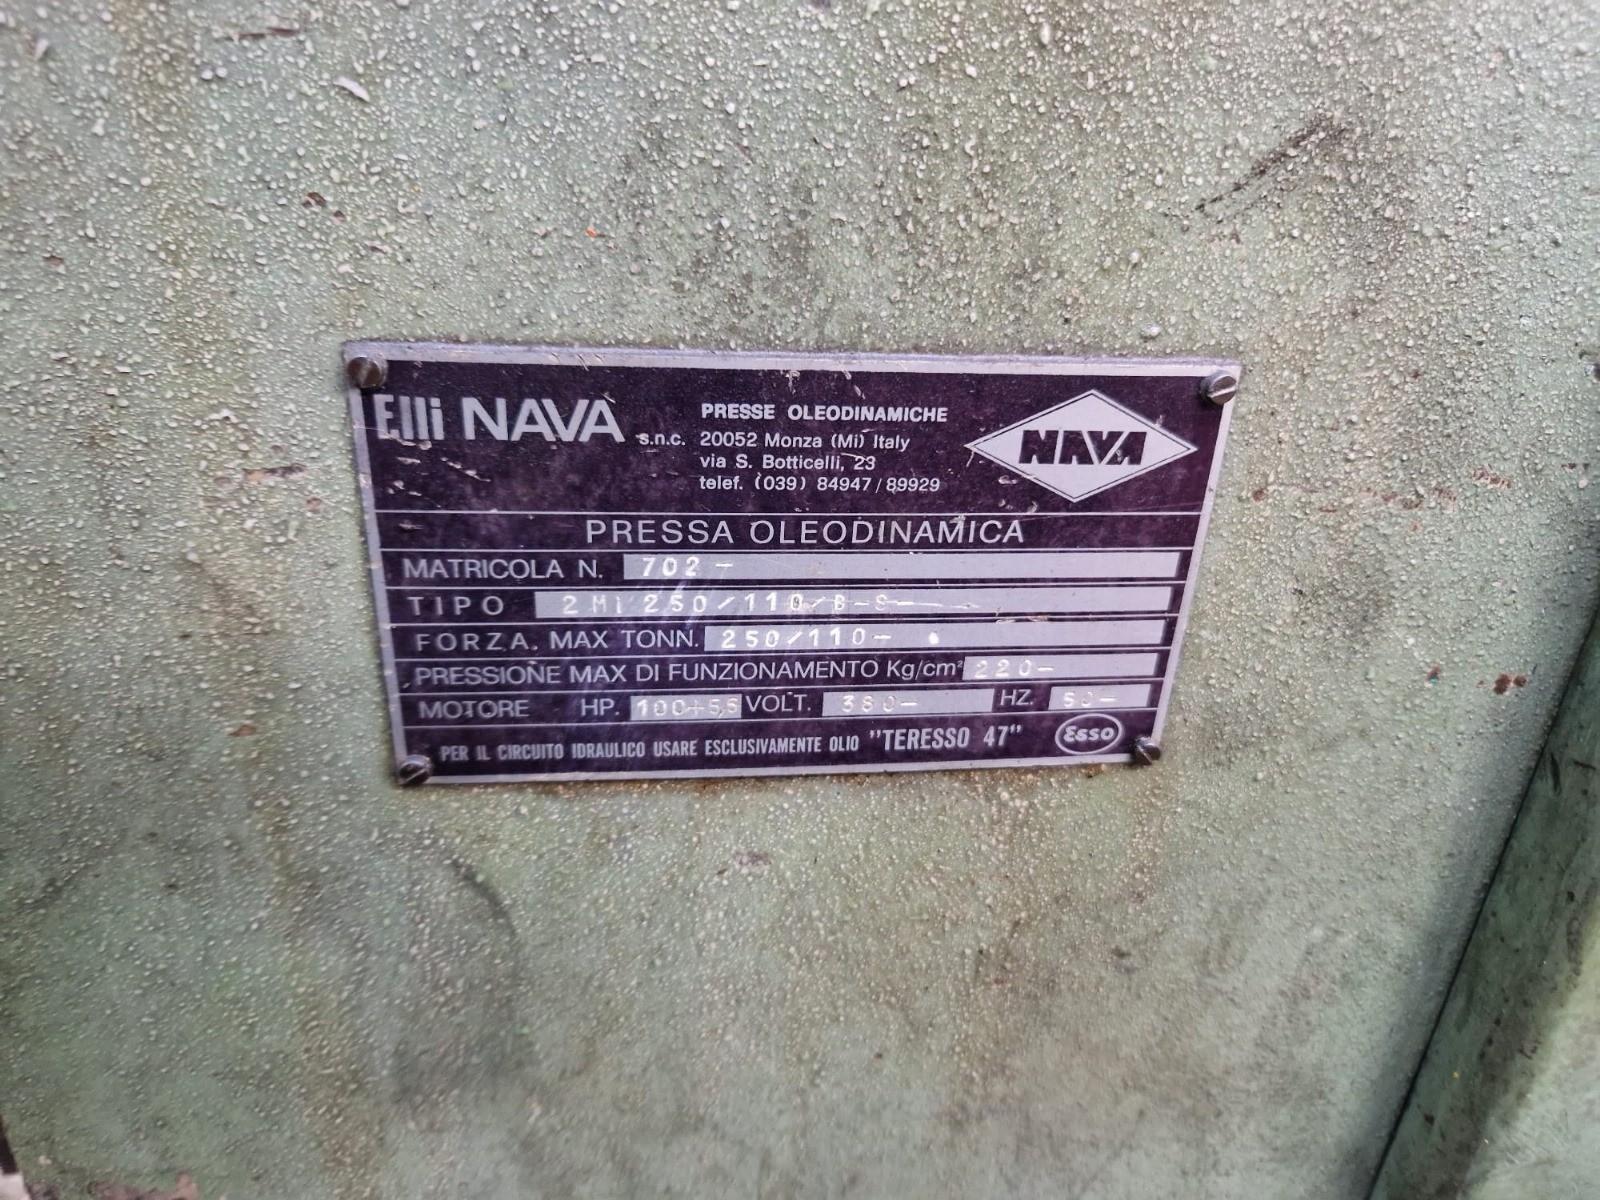 F.lli NAVA s.n.c.
PRESSE OLEODINAMICHE
20052 Monza (Mi) Italy
via S. Botticelli, 23
telef. (039) 84947/89929
NAVA
PRESSA OLEODINAMICA
MATRICOLA N. 702-
TIPO 2 MI 250/110/B-S-
FORZA. MAX TONN. 250/110-
PRESSIONE MAX DI FUNZIONAMENTO Kg/cm² 220-
MOTORE HP. 100+5,5 VOLT. 380- HZ. 50-
PER IL CIRCUITO IDRAULICO USARE ESCLUSIVAMENTE OLIO "TERESSO 47" Esso